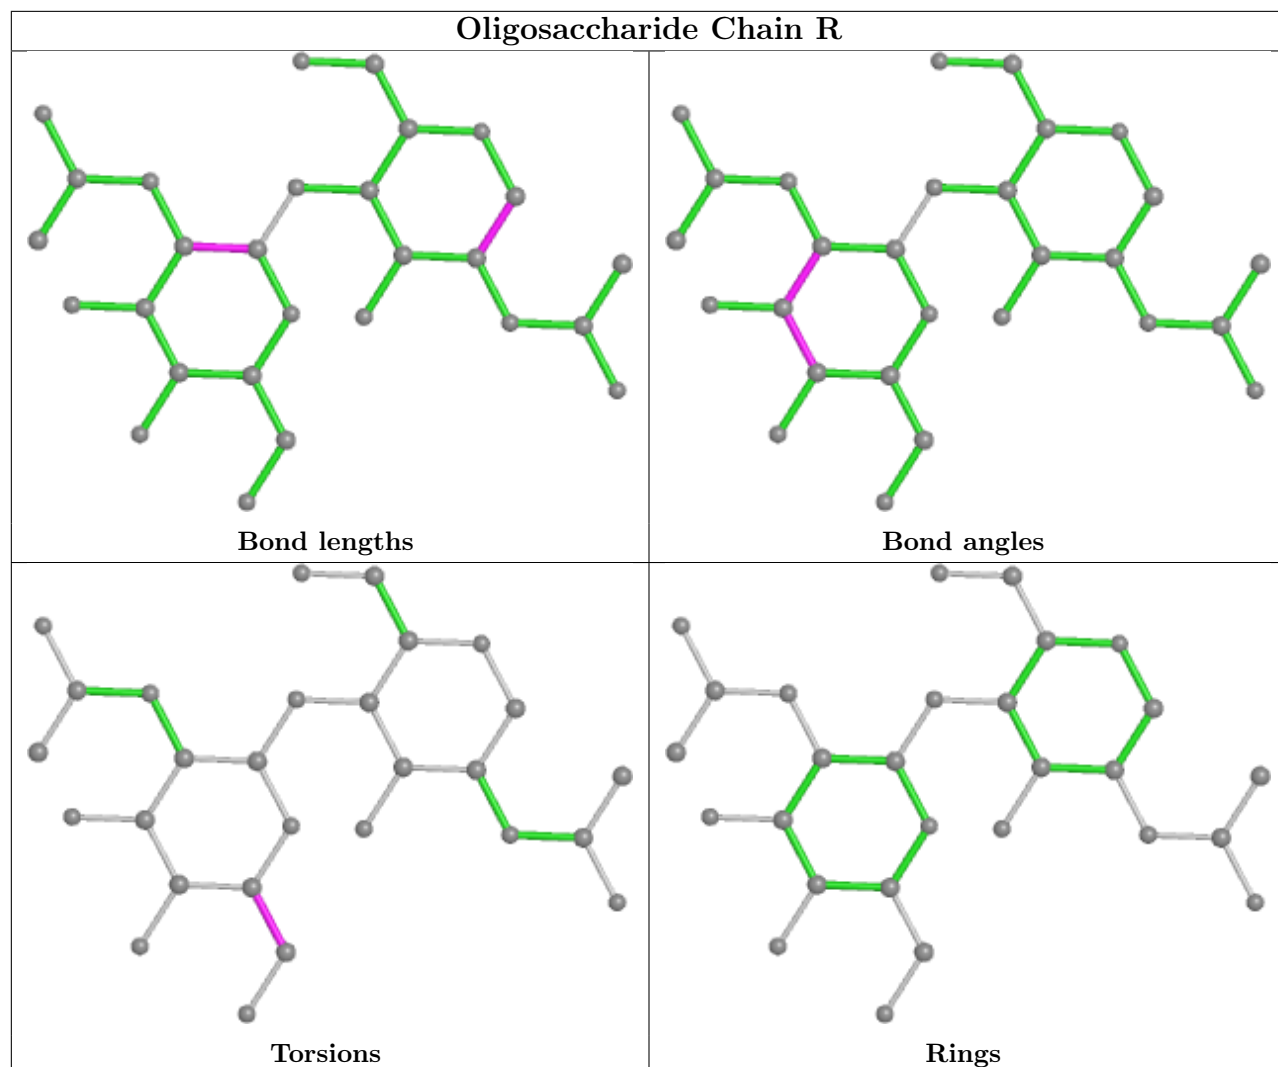 Oligosaccharide Chain R
Bond lengths
Bond angles
Torsions
Rings